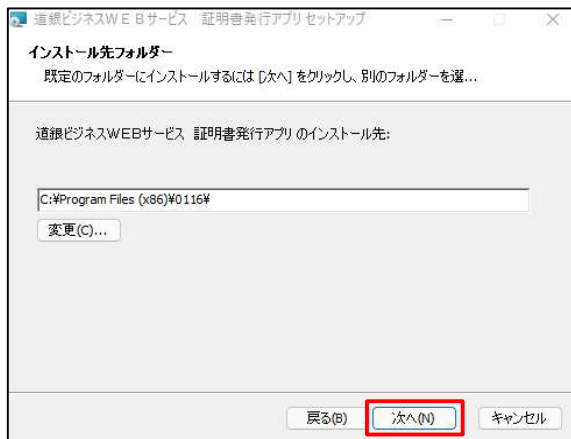 道銀ビジネスWEBサービス 証明書発行アプリ セットアップ
インストール先フォルダー
既定のフォルダーにインストールするには [次へ] をクリックし、別のフォルダーを選...
道銀ビジネスWEBサービス 証明書発行アプリ のインストール先:
C:¥Program Files (x86)¥0116¥
変更(C)...
戻る(B) 次へ(N) キャンセル